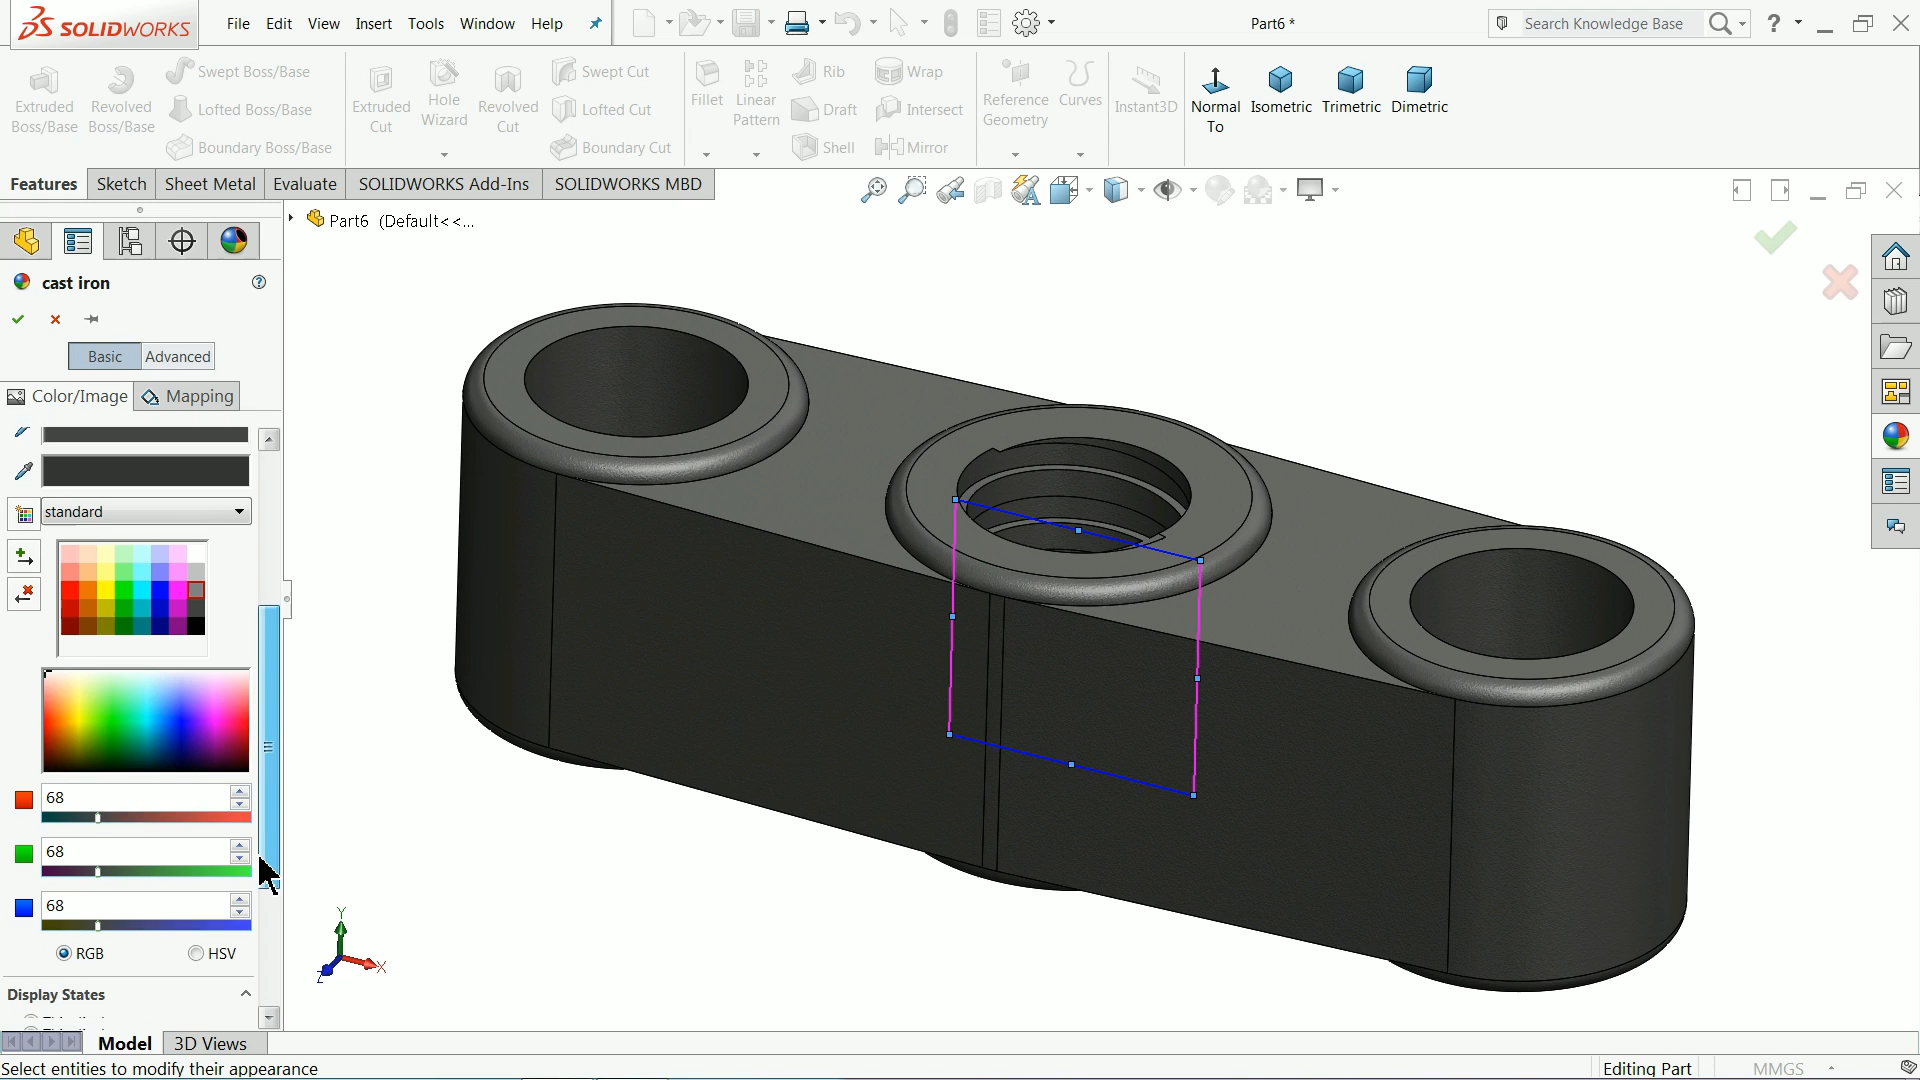 SOLIDWORKS
File Edit View Insert Tools Window Help
Part6 *
Search Knowledge Base
?
Extruded Boss/Base
Revolved Boss/Base
Swept Boss/Base
Lofted Boss/Base
Boundary Boss/Base
Extruded Cut
Hole Wizard
Revolved Cut
Swept Cut
Lofted Cut
Boundary Cut
Fillet
Linear Pattern
Rib
Draft
Shell
Wrap
Intersect
Mirror
Reference Geometry
Curves
Instant3D
Normal To
Isometric
Trimetric
Dimetric
Features Sketch Sheet Metal Evaluate SOLIDWORKS Add-Ins SOLIDWORKS MBD
Part6 (Default<<...
cast iron
Basic Advanced
Color/Image Mapping
standard
68
68
68
RGB HSV
Display States
Y
X
Z
Model 3D Views
Select entities to modify their appearance
Editing Part MMGS